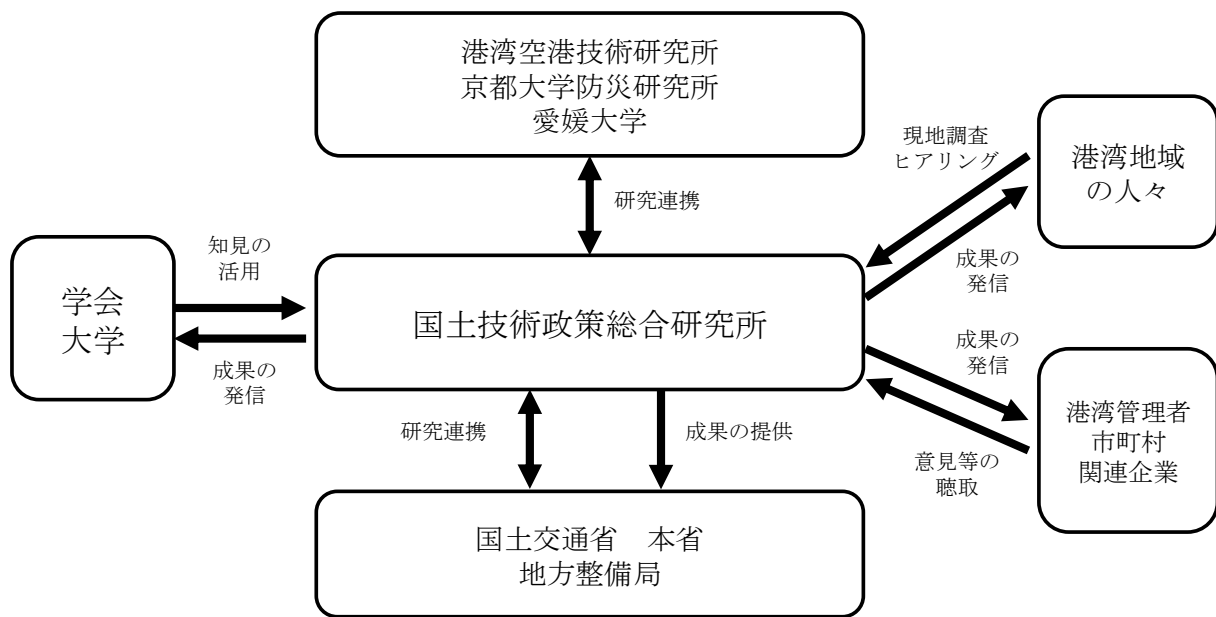 港湾空港技術研究所
京都大学防災研究所
愛媛大学
現地調査
ヒアリング
港湾地域
の人々
研究連携
知見の
活用
成果の
発信
学会
大学
国土技術政策総合研究所
成果の
発信
成果の
発信
港湾管理者
市町村
関連企業
研究連携
成果の提供
意見等の
聴取
国土交通省　本省
地方整備局